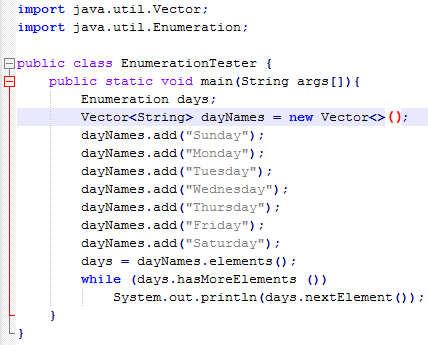 import java.util.Vector;
import java.util.Enumeration;
public class EnumerationTester {
public static void main(String args[]){
Enumeration days;
Vector<String> dayNames = new Vector<>();
dayNames.add("Sunday");
dayNames.add("Monday");
dayNames.add("Tuesday");
dayNames.add("Wednesday");
dayNames.add("Thursday");
dayNames.add("Friday");
dayNames.add("Saturday");
days = dayNames.elements();
while (days.hasMoreElements ())
System.out.println(days.nextElement());
}
}